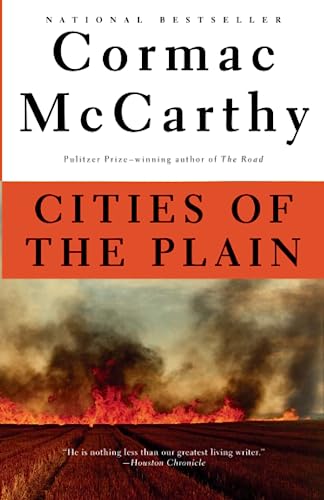 NATIONAL BESTSELLER
Cormac
McCarthy
Pulitzer Prize–winning author of The Road
CITIES OF
THE PLAIN
"He is nothing less than our greatest living writer."
—Houston Chronicle